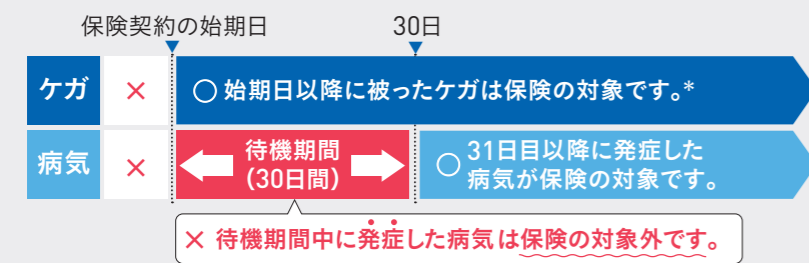 保険契約の始期日
30日
ケガ
×
○ 始期日以降に被ったケガは保険の対象です。*
病気
×
待機期間
(30日間)
○ 31日目以降に発症した
病気が保険の対象です。
× 待機期間中に発症した病気は保険の対象外です。